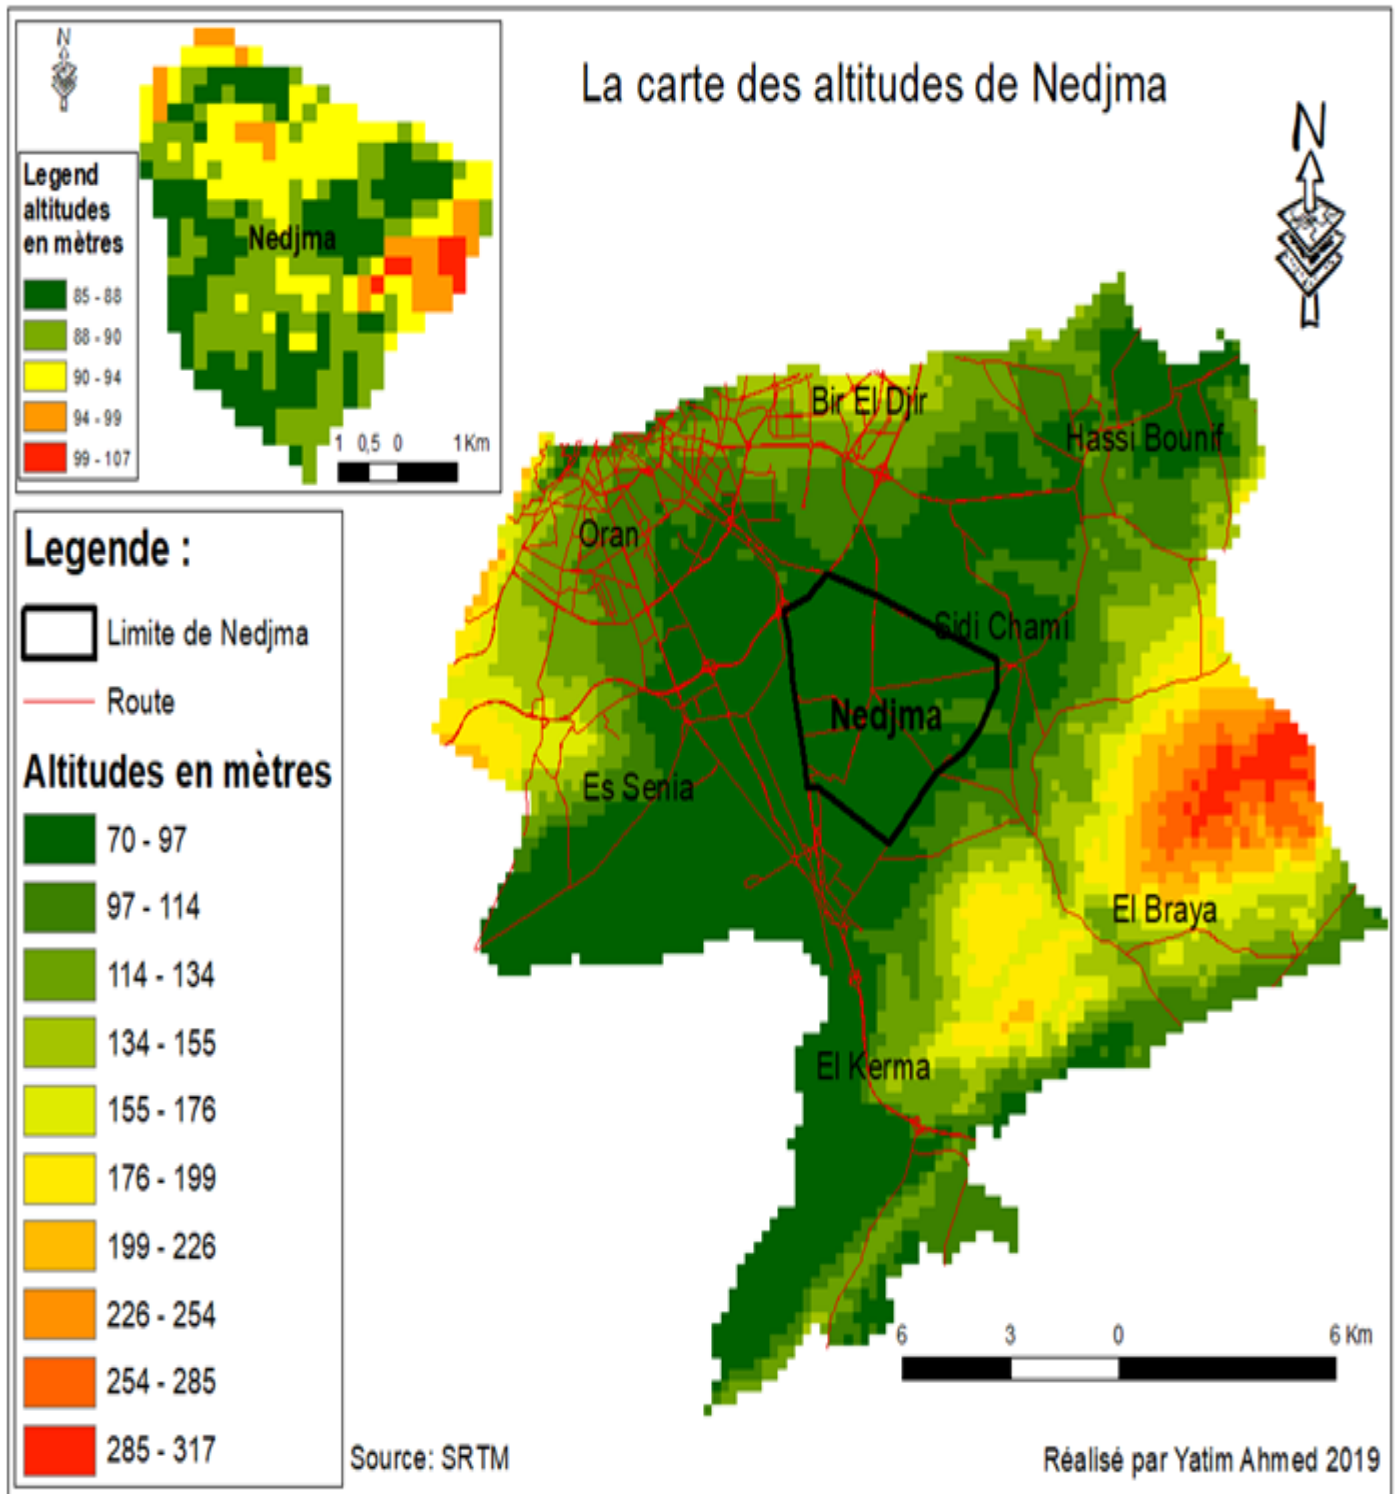 La carte des altitudes de Nedjma
N
Legend
altitudes
en mètres
85 - 88
88 - 90
90 - 94
94 - 99
99 - 107
Nedjma
1 0,5 0 1 Km
N
Legende :
Limite de Nedjma
Route
Altitudes en mètres
70 - 97
97 - 114
114 - 134
134 - 155
155 - 176
176 - 199
199 - 226
226 - 254
254 - 285
285 - 317
Bir El Djir
Hassi Bounif
Oran
Sidi Chami
Nedjma
Es Senia
El Braya
El Kerma
6 3 0 6 Km
Source: SRTM
Réalisé par Yatim Ahmed 2019